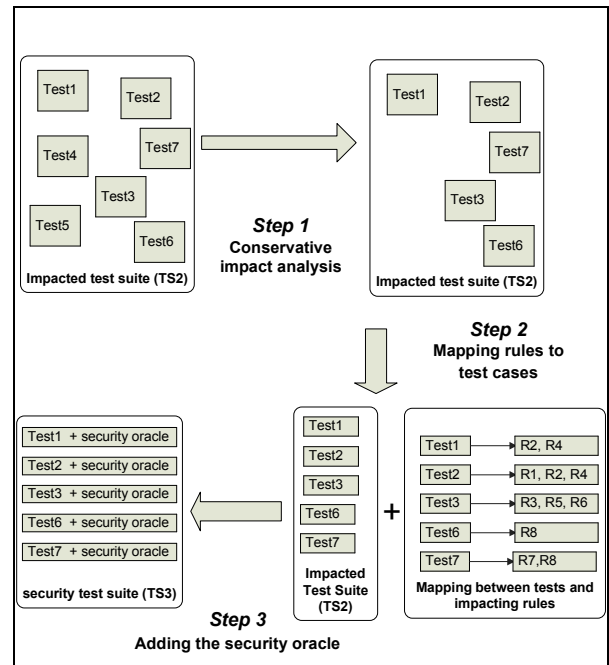 Test1
Test2
Test4
Test7
Test3
Test5
Test6
Impacted test suite (TS2)
Step 1
Conservative
impact analysis
Test1
Test2
Test7
Test3
Test6
Impacted test suite (TS2)
Step 2
Mapping rules to
test cases
Test1
Test2
Test3
Test6
Test7
Impacted
Test Suite
(TS2)
+
Test1
R2, R4
Test2
R1, R2, R4
Test3
R3, R5, R6
Test6
R8
Test7
R7,R8
Mapping between tests and
impacting rules
Test1 + security oracle
Test2 + security oracle
Test3 + security oracle
Test6 + security oracle
Test7 + security oracle
security test suite (TS3)
Step 3
Adding the security oracle